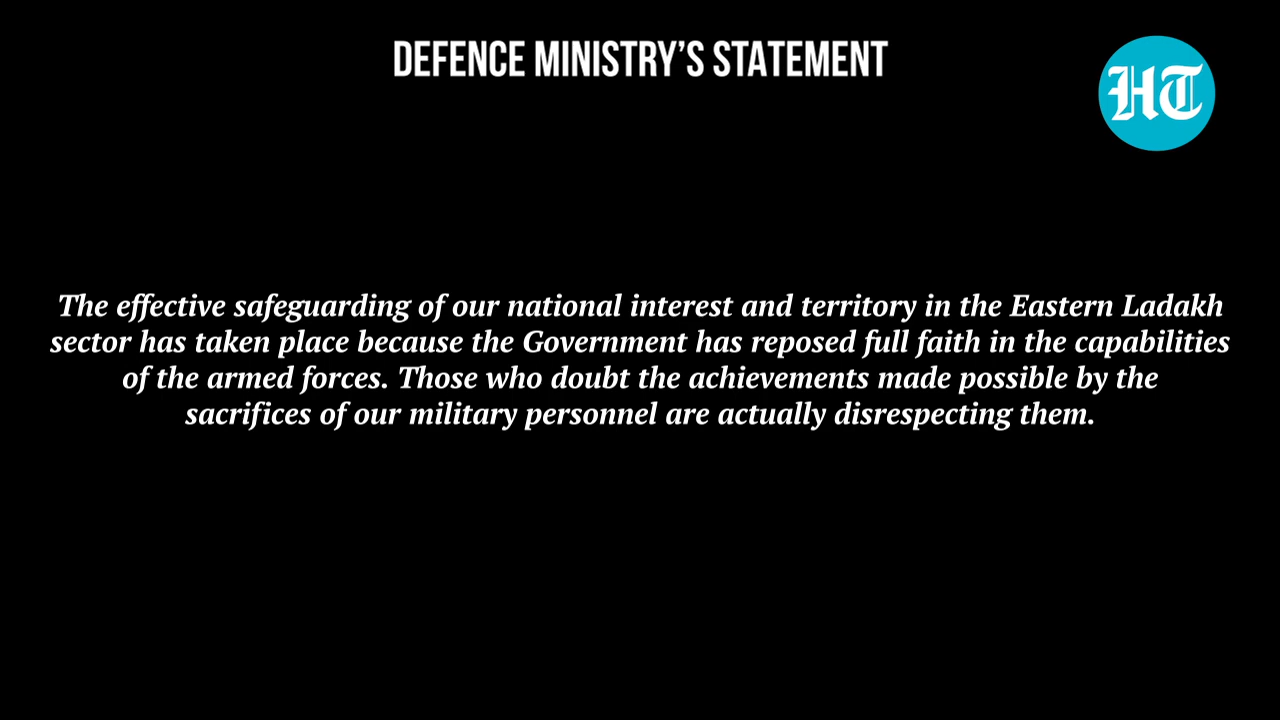 DEFENCE MINISTRY'S STATEMENT
HT
The effective safeguarding of our national interest and territory in the Eastern Ladakh
sector has taken place because the Government has reposed full faith in the capabilities
of the armed forces. Those who doubt the achievements made possible by the
sacrifices of our military personnel are actually disrespecting them.